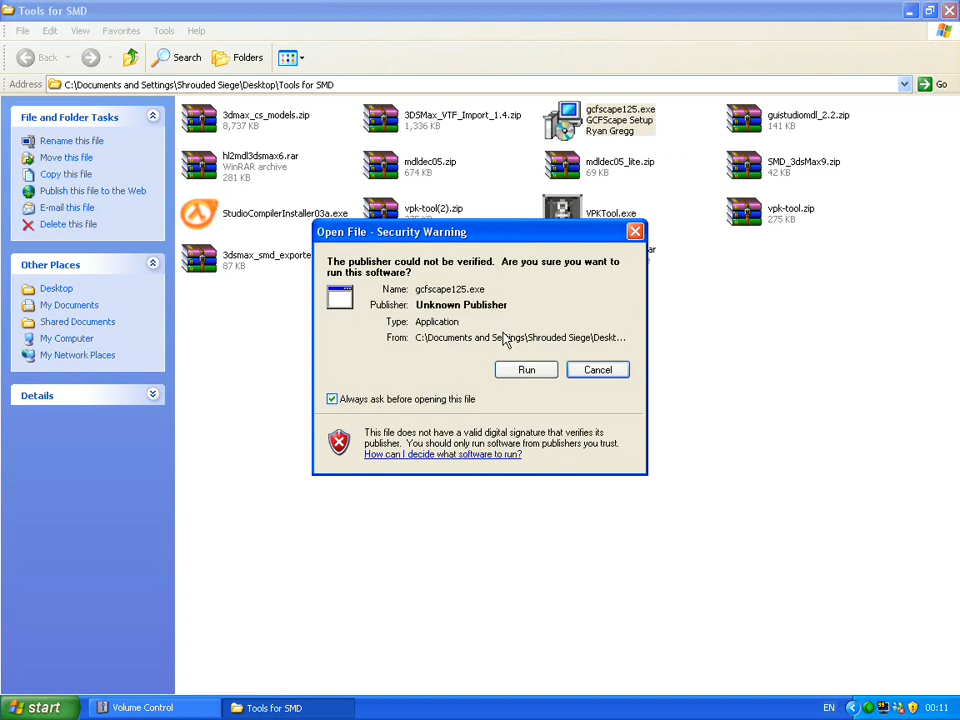 Tools for SMD
File Edit View Favorites Tools Help
Back Search Folders
Address C:\Documents and Settings\Shrouded Siege\Desktop\Tools for SMD Go
File and Folder Tasks
Rename this file
Move this file
Copy this file
Publish this file to the Web
E-mail this file
Delete this file
Other Places
Desktop
My Documents
Shared Documents
My Computer
My Network Places
Details
3dmax_cs_models.zip
8,737 KB
3DSMax_VTF_Import_1.4.zip
1,336 KB
gcfscape125.exe
GCFScape Setup
Ryan Gregg
guistudiomdl_2.2.zip
141 KB
hl2mdl3dsmax6.rar
WinRAR archive
281 KB
mdldec05.zip
674 KB
mdldec05_lite.zip
69 KB
SMD_3dsMax9.zip
42 KB
StudioCompilerInstaller03a.exe
vpk-tool(2).zip
VPKTool.exe
vpk-tool.zip
275 KB
3dsmax_smd_exporte
87 KB
Open File - Security Warning
The publisher could not be verified. Are you sure you want to
run this software?
Name: gcfscape125.exe
Publisher: Unknown Publisher
Type: Application
From: C:\Documents and Settings\Shrouded Siege\Deskt...
Run Cancel
Always ask before opening this file
This file does not have a valid digital signature that verifies its
publisher. You should only run software from publishers you trust.
How can I decide what software to run?
start Volume Control Tools for SMD EN 00:11